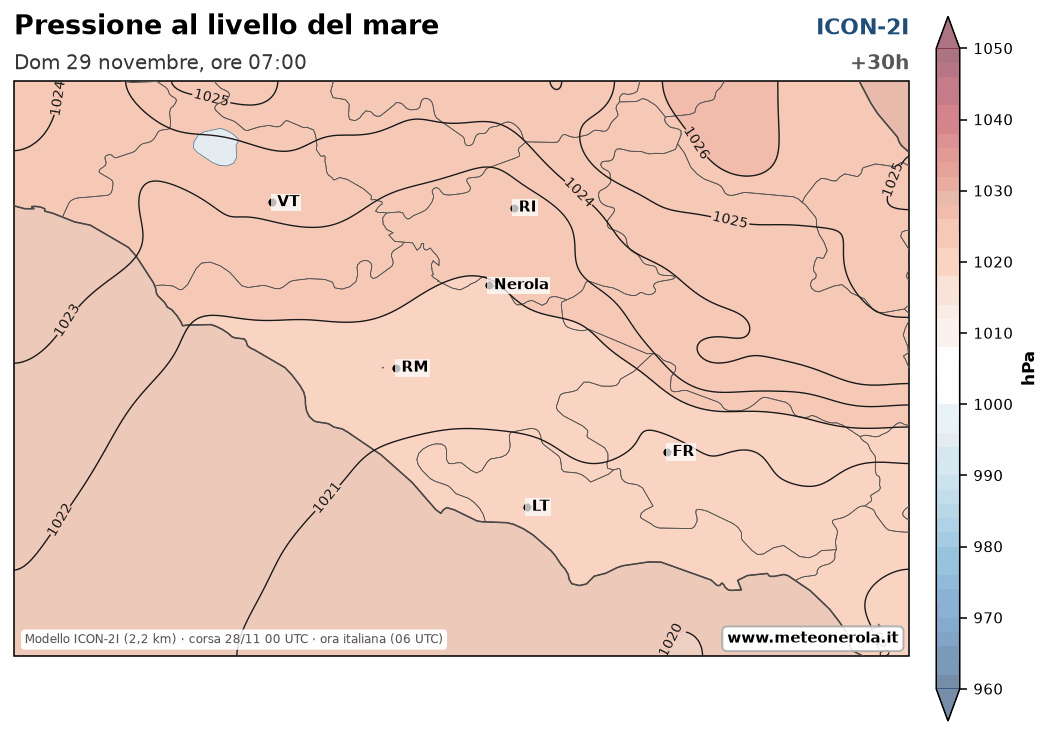 Pressione al livello del mare
ICON-2I
Dom 29 novembre, ore 07:00
+30h
1024
1025
1026
1025
1024
1025
VT
RI
Nerola
1023
RM
FR
1021
1022
LT
1020
Modello ICON-2I (2,2 km) · corsa 28/11 00 UTC · ora italiana (06 UTC)
www.meteonerola.it
1050
1040
1030
1020
1010
1000
990
980
970
960
hPa